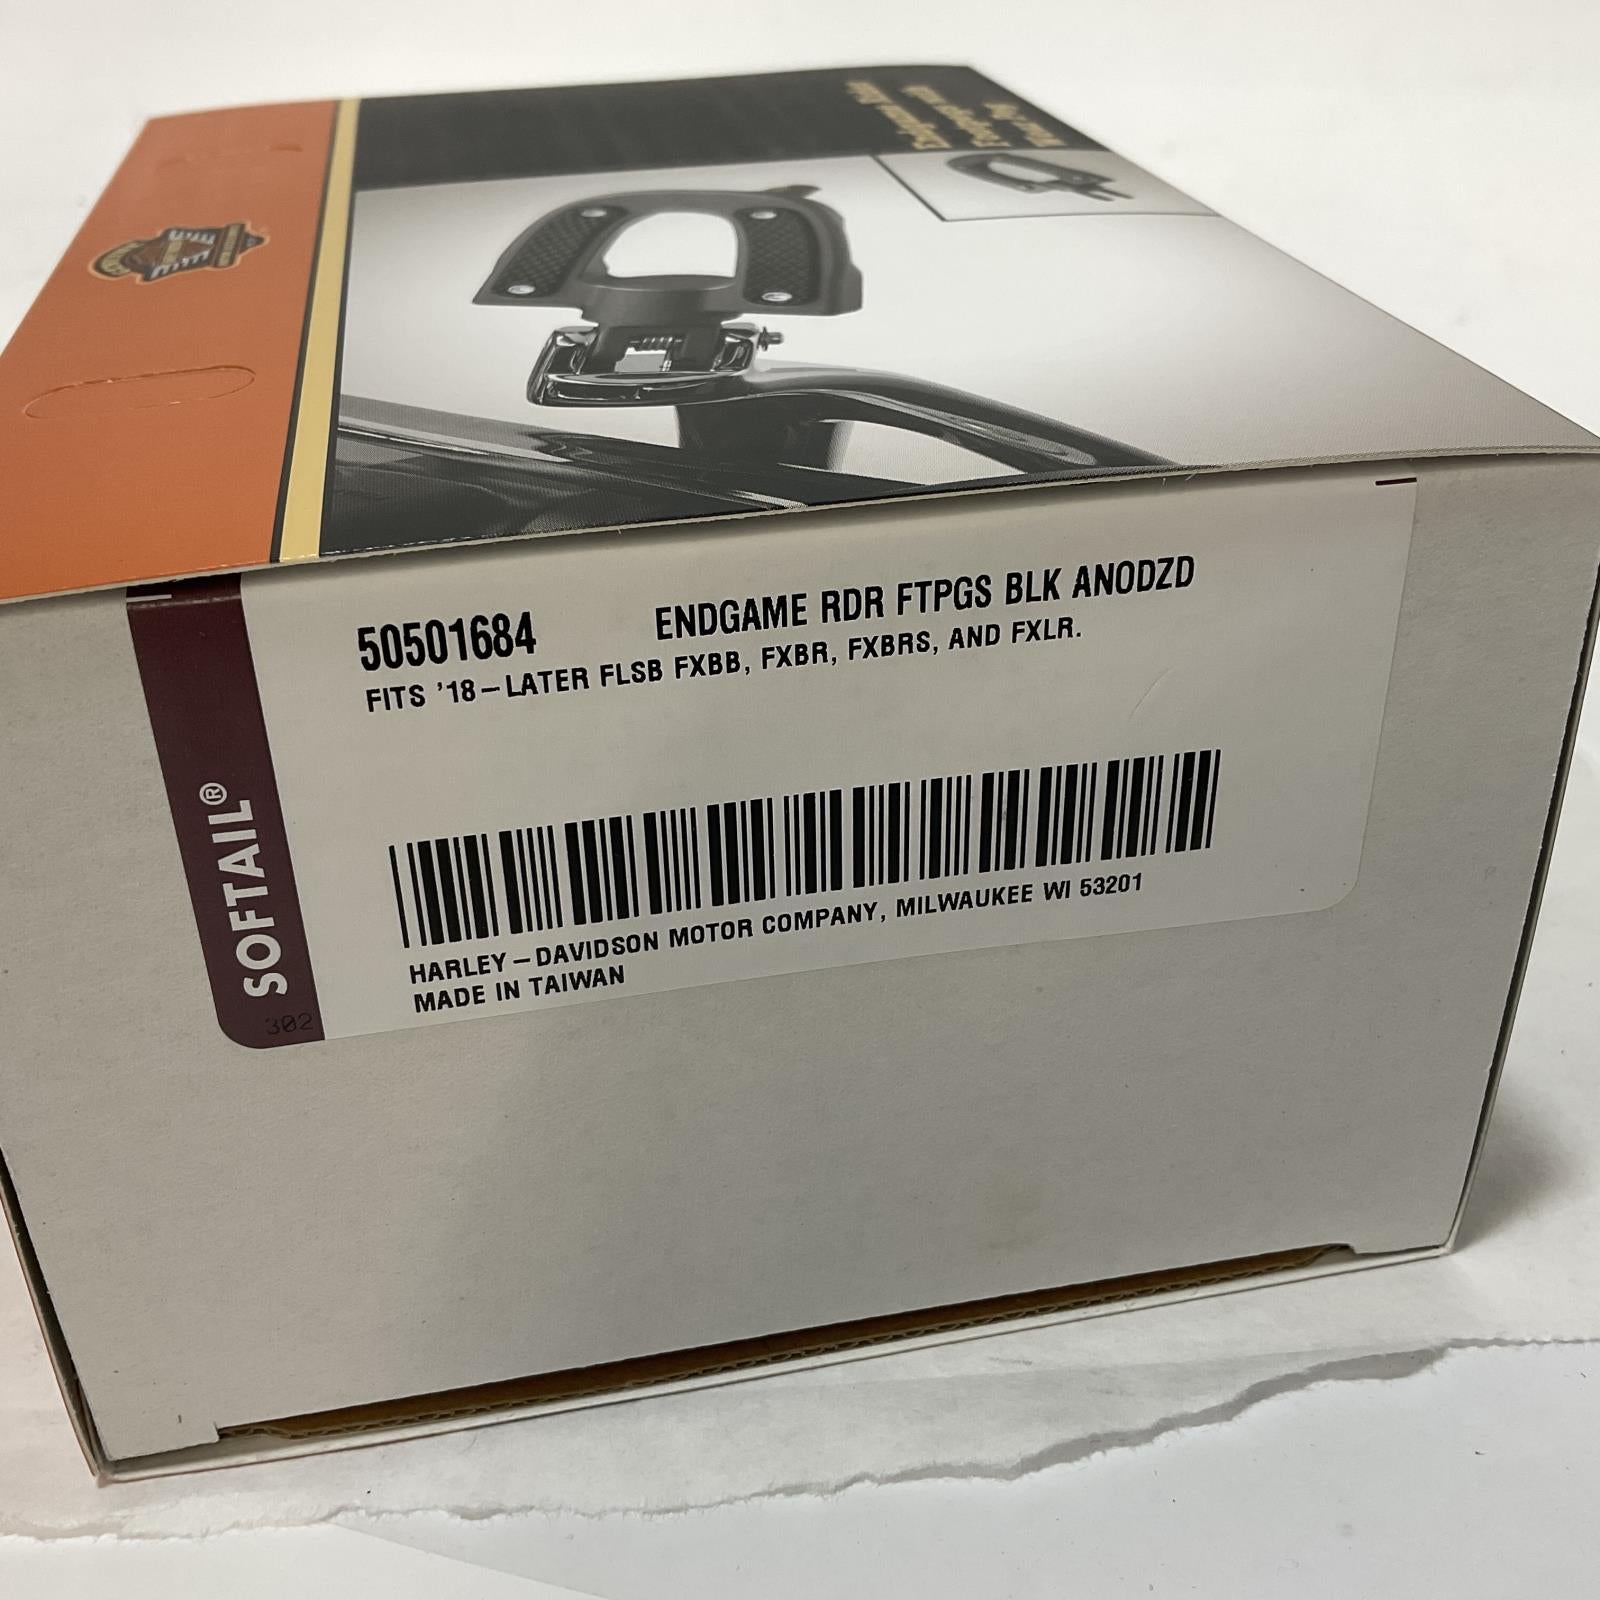 50501684 ENDGAME RDR FTPGS BLK ANODZD
FITS '18–LATER FLSB FXBB, FXBR, FXBRS, AND FXLR.
HARLEY–DAVIDSON MOTOR COMPANY, MILWAUKEE WI 53201
MADE IN TAIWAN
SOFTAIL®
302